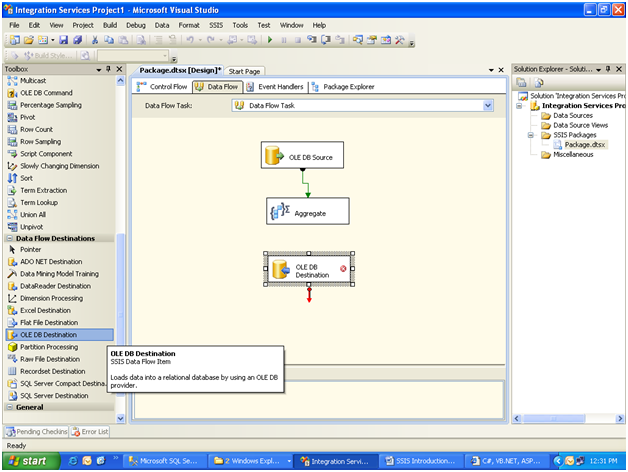 Integration Services Project1 - Microsoft Visual Studio
File Edit View Project Build Debug Data Format SSIS Tools Test Window Help
Build Style...
Toolbox
Package.dtsx [Design]* Start Page
Solution Explorer - Soluti...
Multicast
OLE DB Command
Percentage Sampling
Pivot
Row Count
Row Sampling
Script Component
Slowly Changing Dimension
Sort
Term Extraction
Term Lookup
Union All
Unpivot
Data Flow Destinations
Pointer
ADO NET Destination
Data Mining Model Training
DataReader Destination
Dimension Processing
Excel Destination
Flat File Destination
OLE DB Destination
Partition Processing
Raw File Destination
Recordset Destination
SQL Server Compact Destina...
SQL Server Destination
General
Control Flow Data Flow Event Handlers Package Explorer
Data Flow Task: Data Flow Task
OLE DB Source
Aggregate
OLE DB
Destination
OLE DB Destination
SSIS Data Flow Item
Loads data into a relational database by using an OLE DB
provider.
Solution 'Integration Services
Integration Services Pro
Data Sources
Data Source Views
SSIS Packages
Package.dtsx
Miscellaneous
Pending Checkins Error List
Ready
start Microsoft SQL Se... 2 Windows Expl... Integration Servi... SSIS Introduction... C#, VB.NET, ASP... 12:31 PM